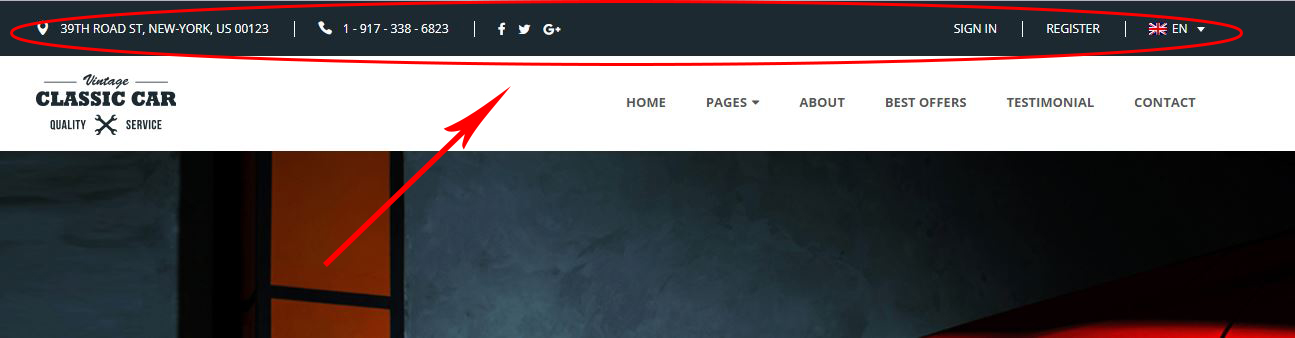 39TH ROAD ST, NEW-YORK, US 00123 1 - 917 - 338 - 6823 SIGN IN REGISTER EN
Vintage
CLASSIC CAR
QUALITY SERVICE
HOME PAGES ABOUT BEST OFFERS TESTIMONIAL CONTACT